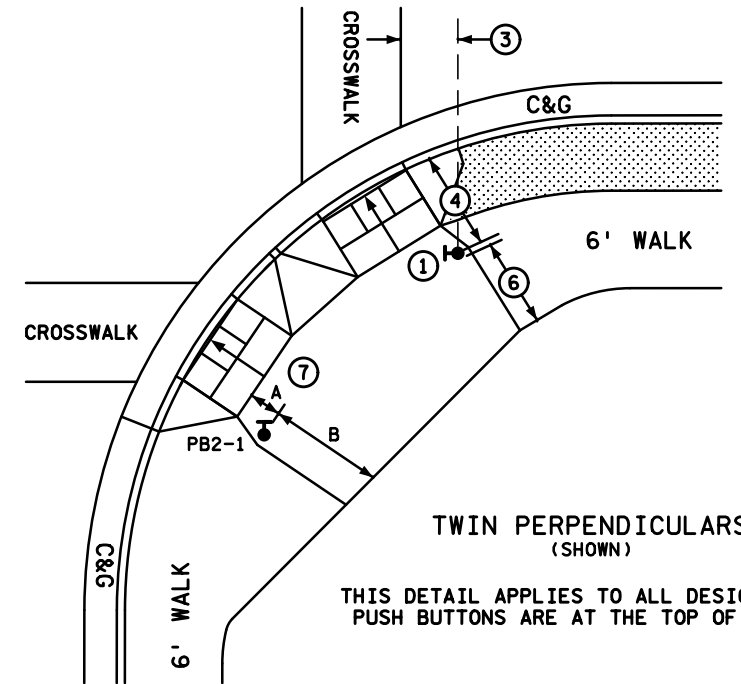 CROSSWALK
3
C&G
4
6' WALK
1
6
CROSSWALK
7
A
B
PB2-1
TWIN PERPENDICULARS
(SHOWN)
C&G
6' WALK
THIS DETAIL APPLIES TO ALL
PUSH BUTTONS ARE AT THE TOP OF